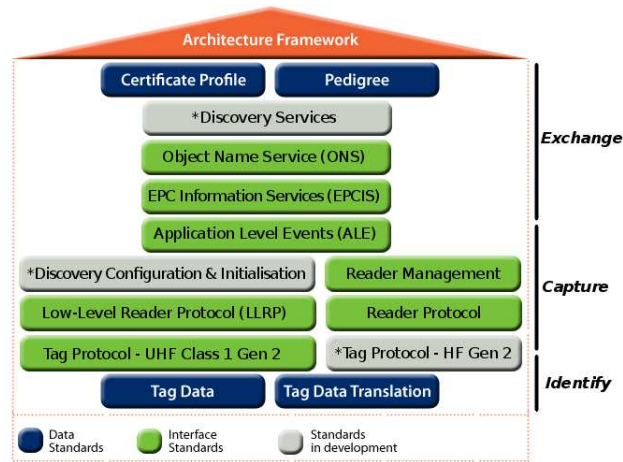 Architecture Framework
Certificate Profile
Pedigree
*Discovery Services
Object Name Service (ONS)
EPC Information Services (EPCIS)
Application Level Events (ALE)
*Discovery Configuration & Initialisation
Reader Management
Low-Level Reader Protocol (LLRP)
Reader Protocol
Tag Protocol - UHF Class 1 Gen 2
*Tag Protocol - HF Gen 2
Tag Data
Tag Data Translation
Exchange
Capture
Identify
Data
Standards
Interface
Standards
Standards
in development